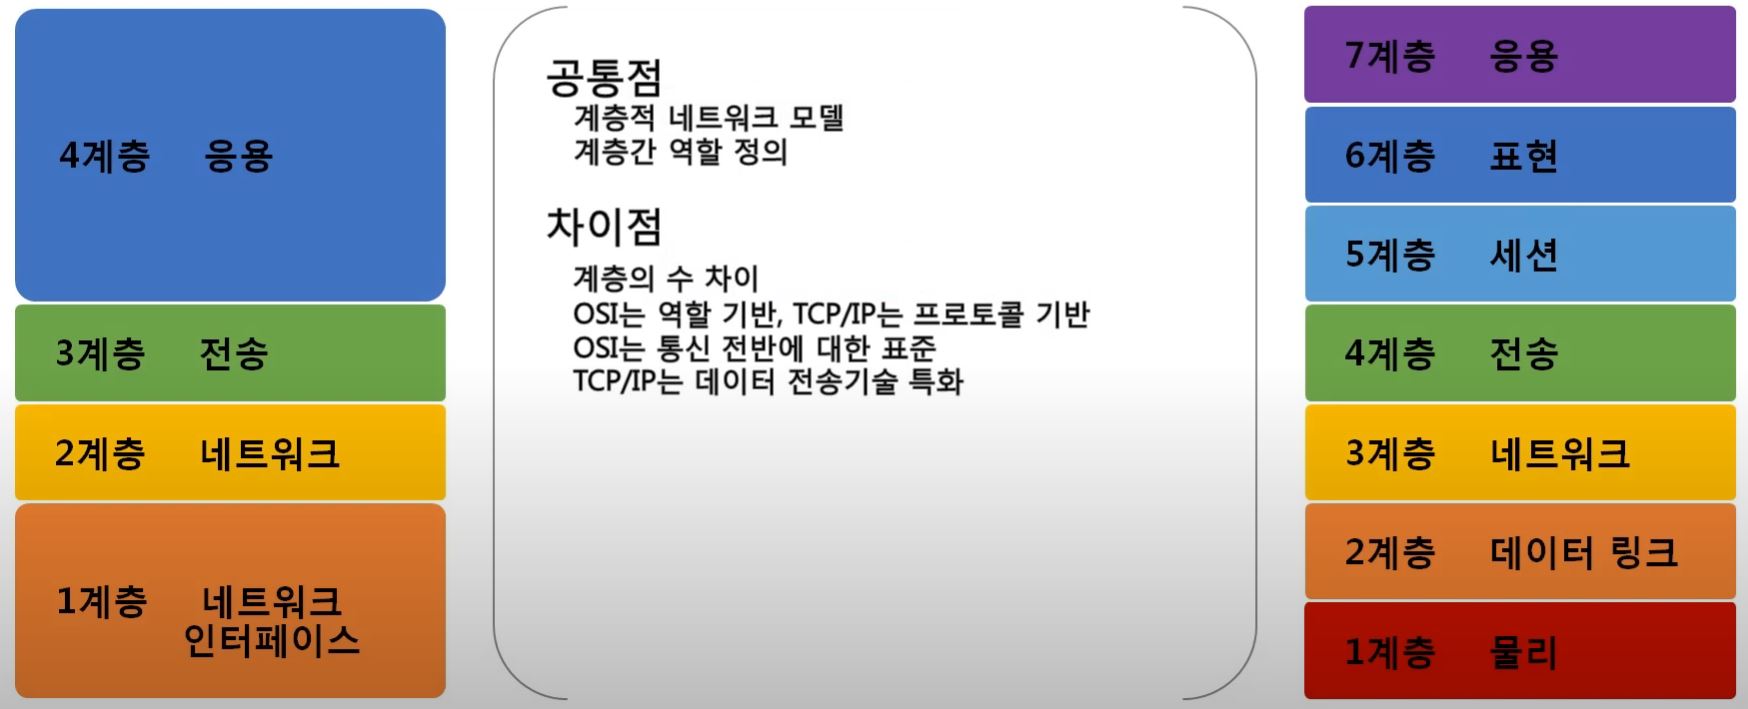 4계층 응용
3계층 전송
2계층 네트워크
1계층 네트워크
인터페이스
공통점
계층적 네트워크 모델
계층간 역할 정의
차이점
계층의 수 차이
OSI는 역할 기반, TCP/IP는 프로토콜 기반
OSI는 통신 전반에 대한 표준
TCP/IP는 데이터 전송기술 특화
7계층 응용
6계층 표현
5계층 세션
4계층 전송
3계층 네트워크
2계층 데이터 링크
1계층 물리